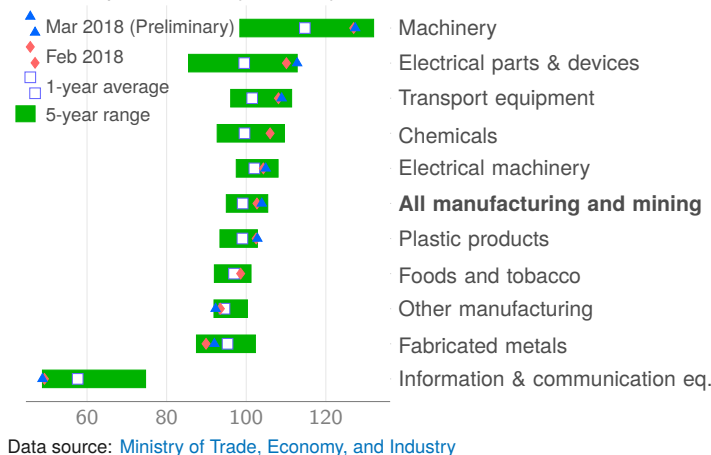 Mar 2018 (Preliminary)
Feb 2018
1-year average
5-year range
Machinery
Electrical parts & devices
Transport equipment
Chemicals
Electrical machinery
All manufacturing and mining
Plastic products
Foods and tobacco
Other manufacturing
Fabricated metals
Information & communication eq.
60 80 100 120
Data source: Ministry of Trade, Economy, and Industry